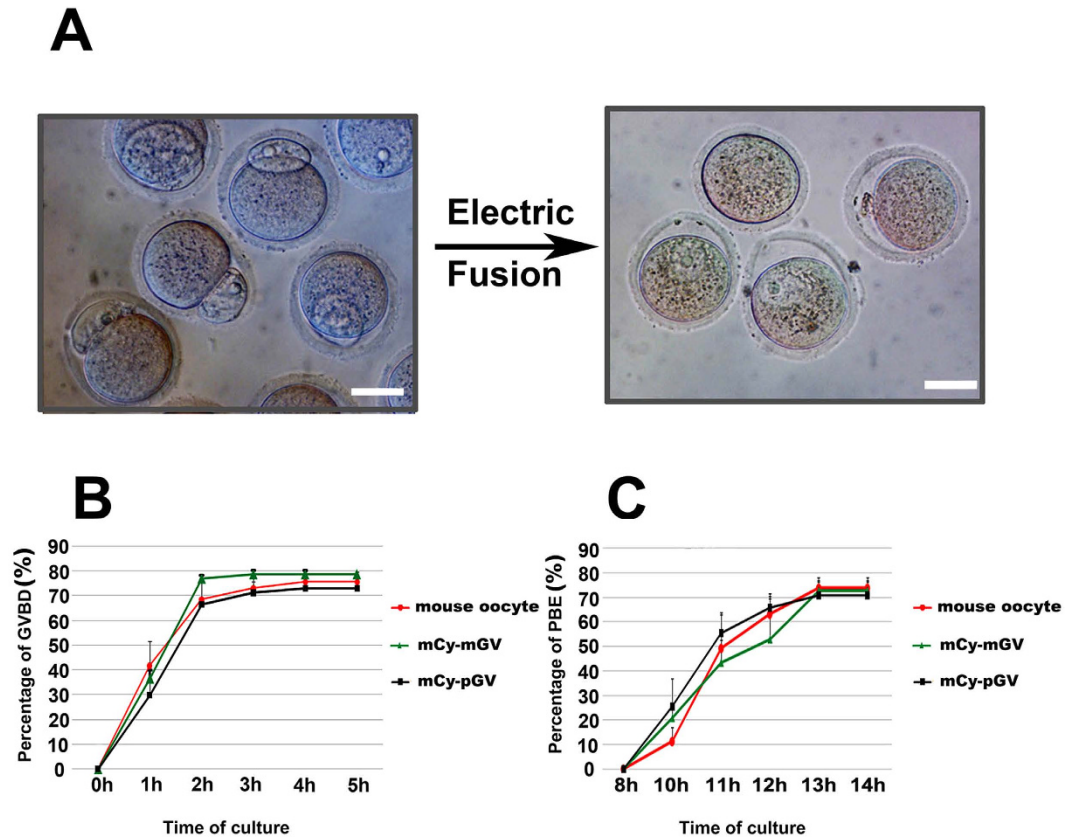 A
Electric
Fusion
B
Percentage of GVBD (%)
90
80
70
60
50
40
30
20
10
0
0h 1h 2h 3h 4h 5h
Time of culture
mouse oocyte
mCy-mGV
mCy-pGV
C
Percentage of PBE (%)
90
80
70
60
50
40
30
20
10
0
8h 10h 11h 12h 13h 14h
Time of culture
mouse oocyte
mCy-mGV
mCy-pGV